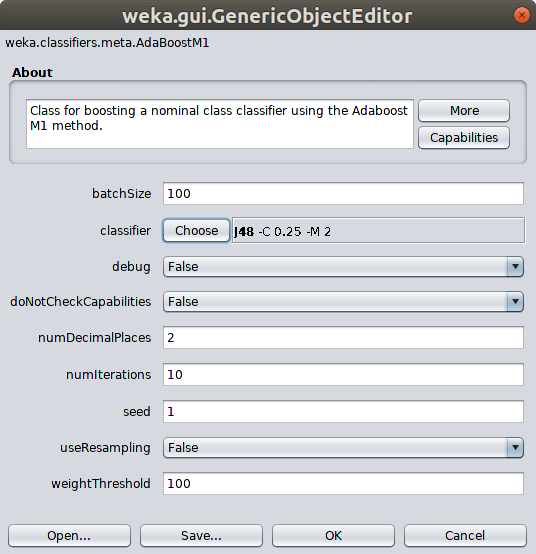 weka.gui.GenericObjectEditor
weka.classifiers.meta.AdaBoostM1
About
Class for boosting a nominal class classifier using the Adaboost
M1 method.
More
Capabilities
batchSize 100
classifier Choose J48 -C 0.25 -M 2
debug False
doNotCheckCapabilities False
numDecimalPlaces 2
numIterations 10
seed 1
useResampling False
weightThreshold 100
Open... Save... OK Cancel